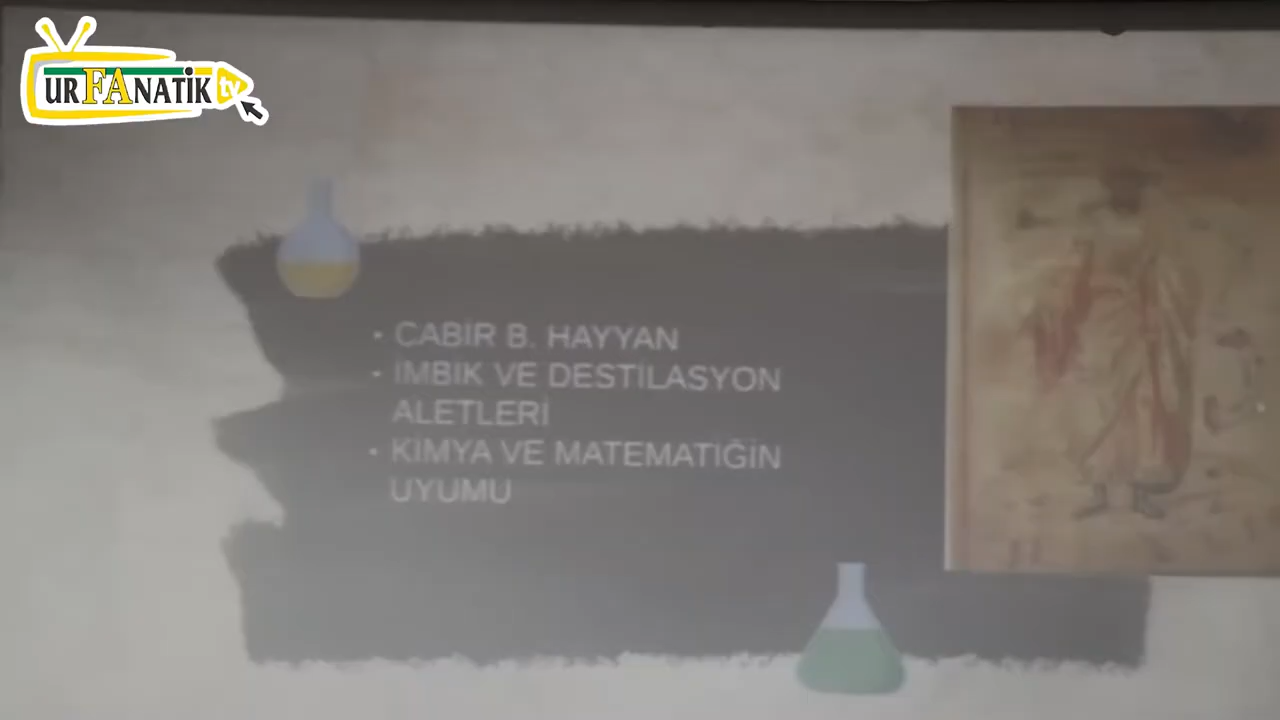 URFANATİK tv
• CABİR B. HAYYAN
• İMBİK VE DESTİLASYON
ALETLERİ
• KİMYA VE MATEMATİĞİN
UYUMU